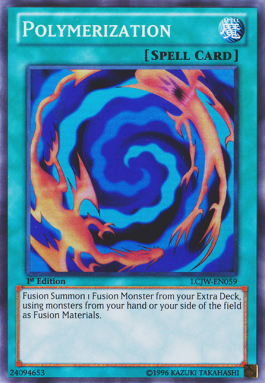 POLYMERIZATION
魔
[SPELL CARD]
1st Edition
LCJW-EN059
Fusion Summon 1 Fusion Monster from your Extra Deck,
using monsters from your hand or your side of the field
as Fusion Materials.
24094653
©1996 KAZUKI TAKAHASHI